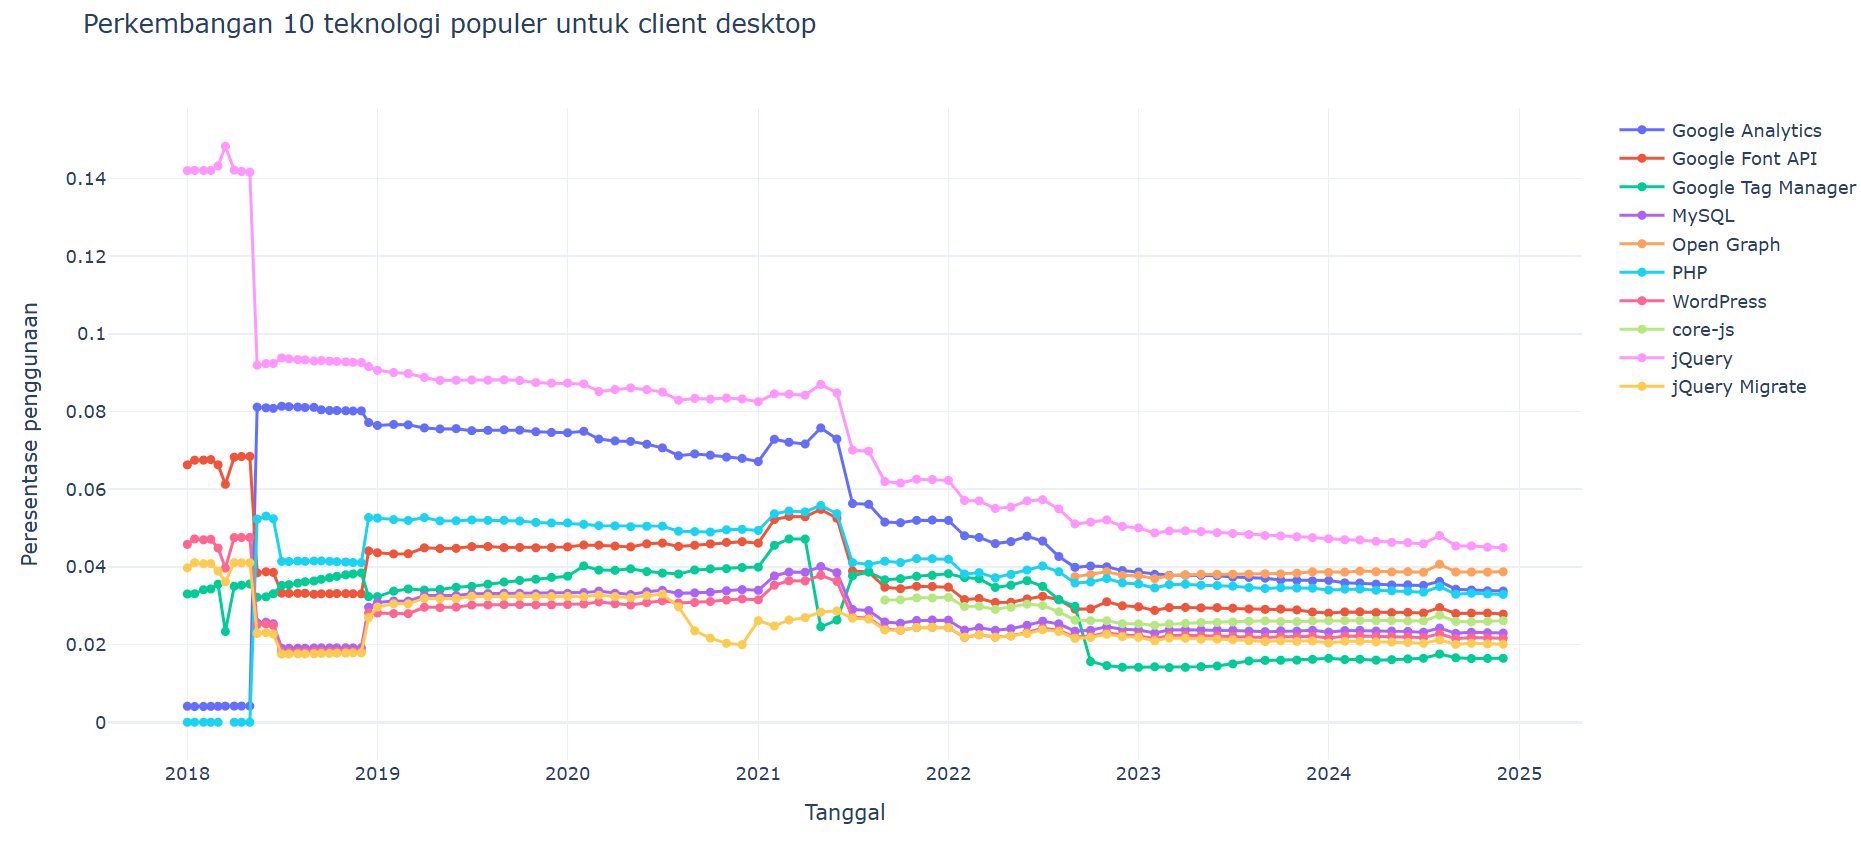 Perkembangan 10 teknologi populer untuk client desktop
Peresentase penggunaan
0.14
0.12
0.1
0.08
0.06
0.04
0.02
0
2018
2019
2020
2021
2022
2023
2024
2025
Tanggal
Google Analytics
Google Font API
Google Tag Manager
MySQL
Open Graph
PHP
WordPress
core-js
jQuery
jQuery Migrate